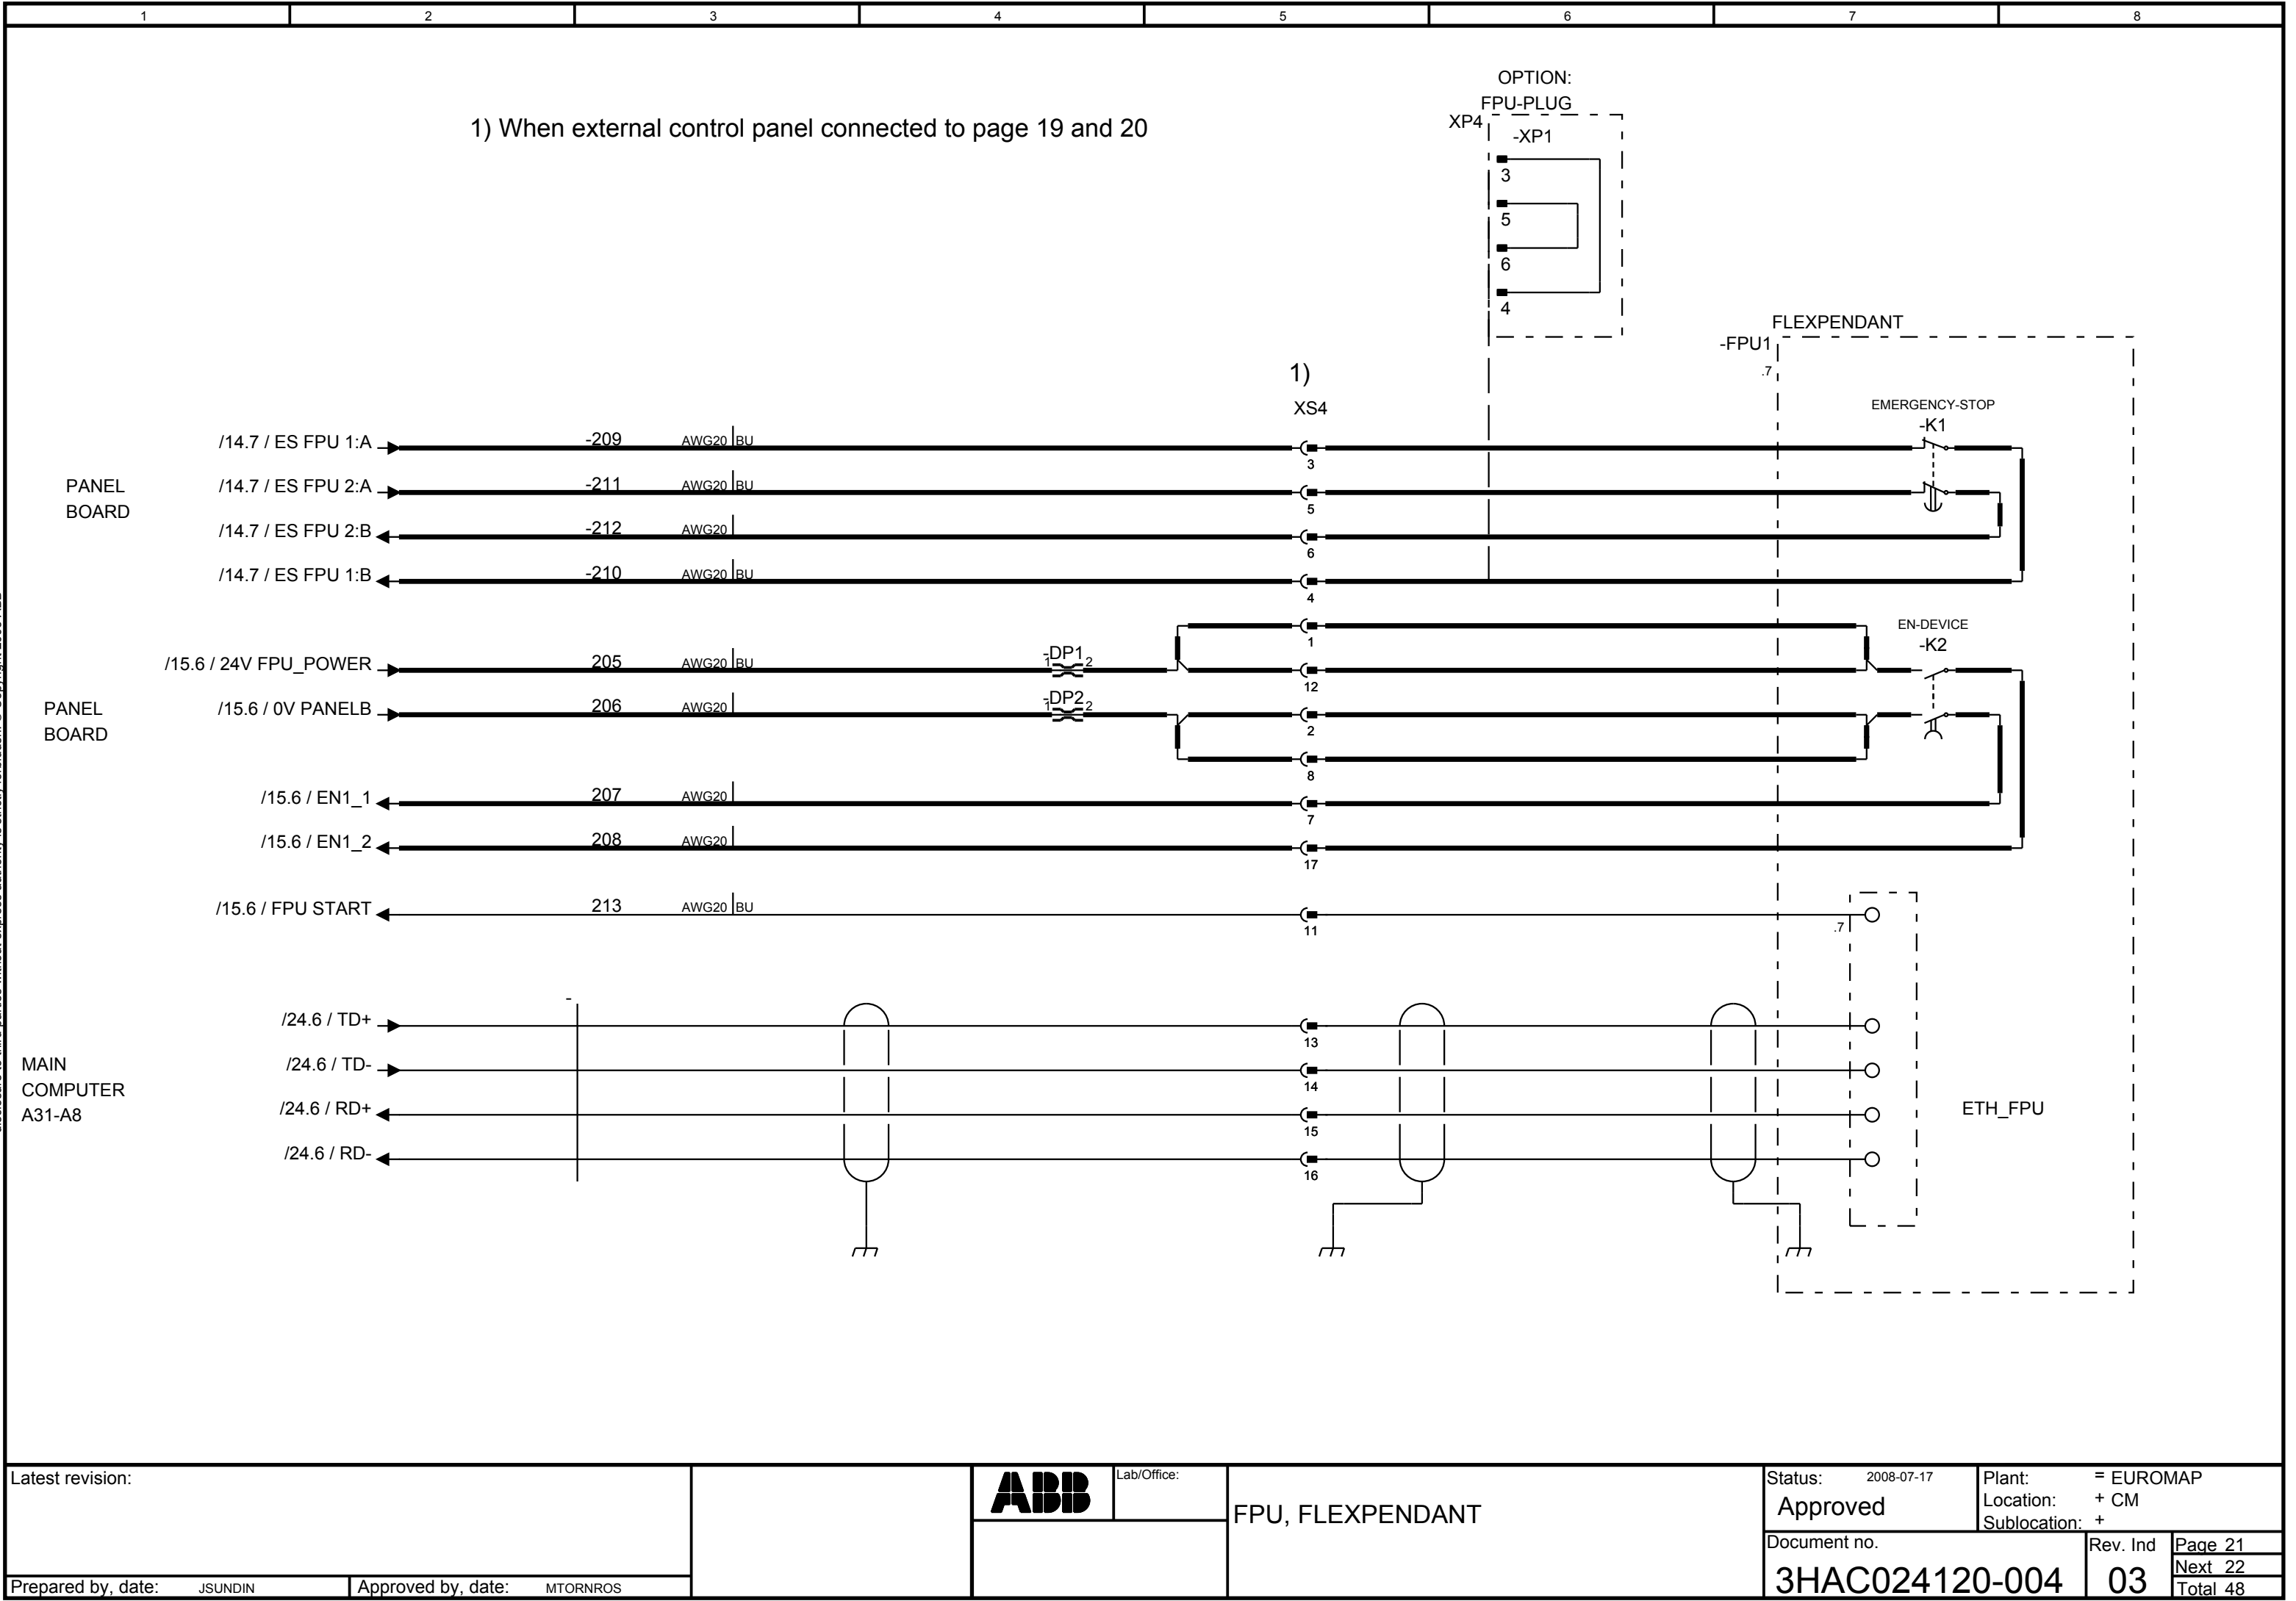 1 2 3 4 5 6 7 8
OPTION:
FPU-PLUG
1) When external control panel connected to page 19 and 20
XP4
-XP1
3
5
6
4
FLEXPENDANT
-FPU1
.7
1)
XS4
EMERGENCY-STOP
-K1
/14.7 / ES FPU 1:A -209 AWG20 BU 3
PANEL
BOARD
/14.7 / ES FPU 2:A -211 AWG20 BU 5
/14.7 / ES FPU 2:B -212 AWG20 6
/14.7 / ES FPU 1:B -210 AWG20 BU 4
1
EN-DEVICE
-K2
/15.6 / 24V FPU_POWER 205 AWG20 BU -DP1 1 2 12
PANEL
BOARD
/15.6 / 0V PANELB 206 AWG20 -DP2 1 2 2
8
/15.6 / EN1_1 207 AWG20 7
/15.6 / EN1_2 208 AWG20 17
/15.6 / FPU START 213 AWG20 BU 11 .7
-
/24.6 / TD+ 13
MAIN
COMPUTER
A31-A8
/24.6 / TD- 14
/24.6 / RD+ 15 ETH_FPU
/24.6 / RD- 16
Latest revision:
Prepared by, date: JSUNDIN
Approved by, date: MTORNROS
ABB
Lab/Office:
FPU, FLEXPENDANT
Status: 2008-07-17
Approved
Plant: = EUROMAP
Location: + CM
Sublocation: +
Document no.
3HAC024120-004
Rev. Ind
03
Page 21
Next 22
Total 48